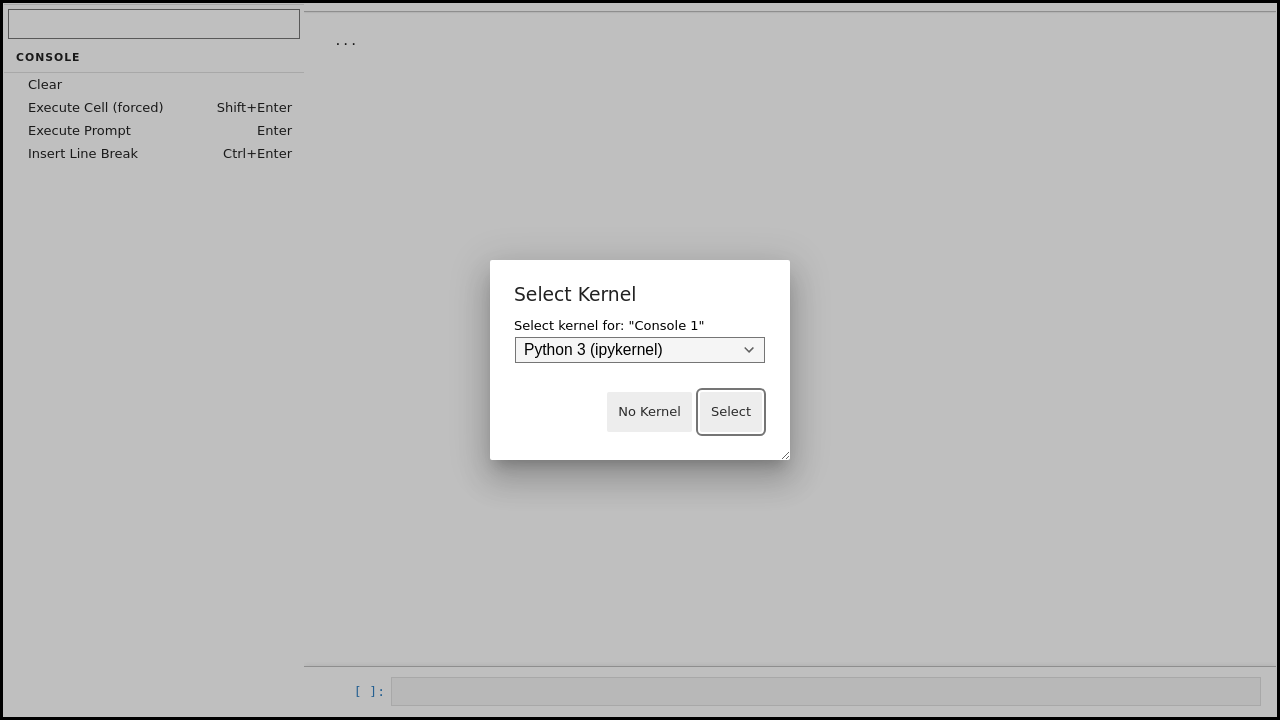 ...
CONSOLE
Clear
Execute Cell (forced) Shift+Enter
Execute Prompt Enter
Insert Line Break Ctrl+Enter
Select Kernel
Select kernel for: "Console 1"
Python 3 (ipykernel)
No Kernel Select
[ ]: